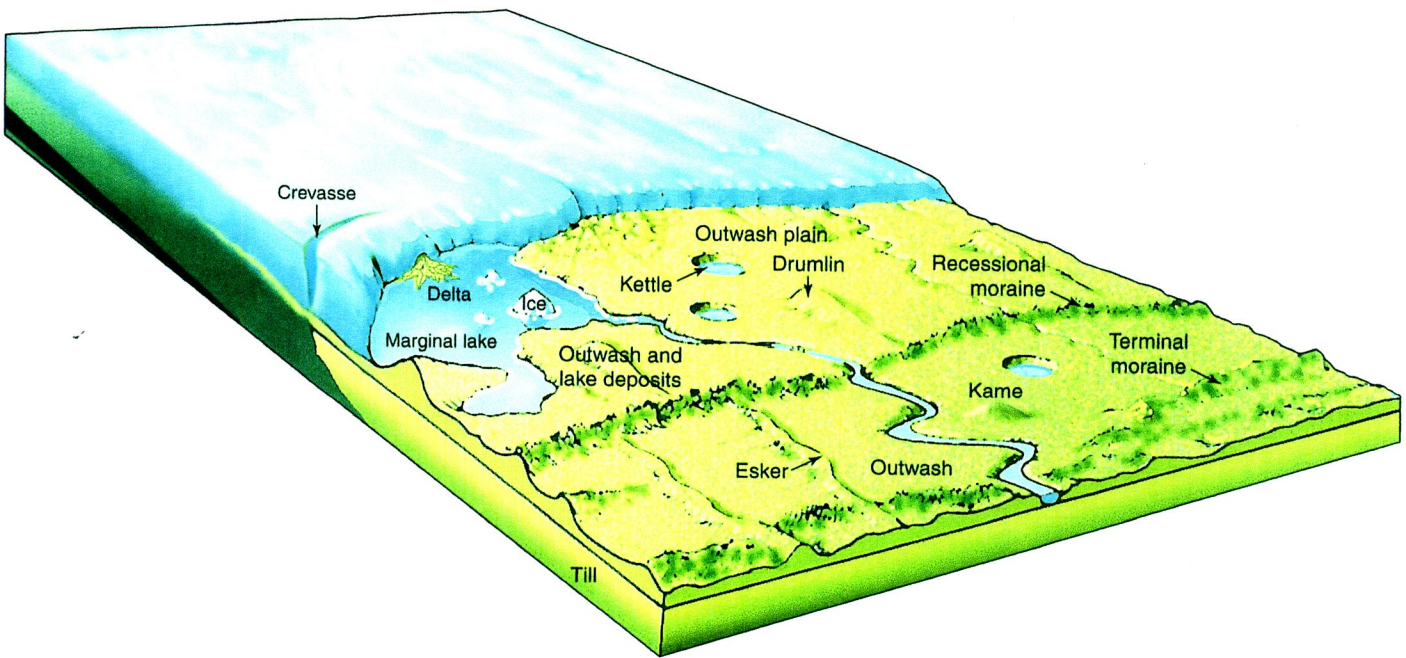 Crevasse
Outwash plain
Drumlin
Recessional
moraine
Kettle
Delta
Ice
Marginal lake
Outwash and
lake deposits
Terminal
moraine
Kame
Esker
Outwash
Till